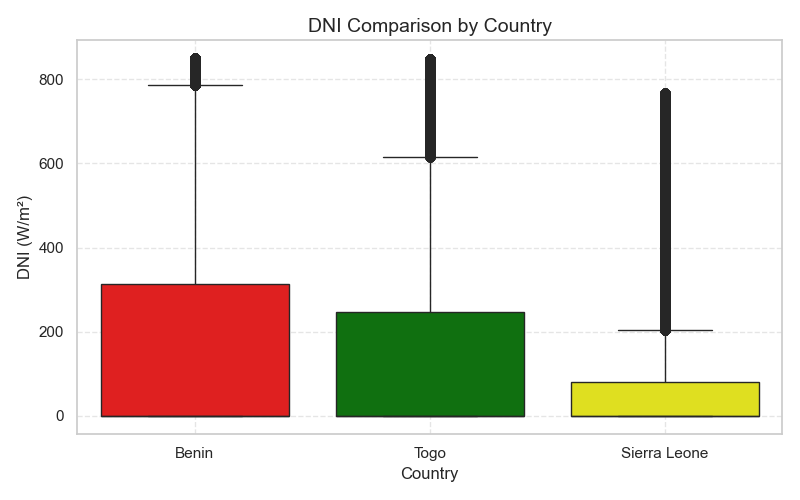 DNI Comparison by Country
DNI (W/m²)
800
600
400
200
0
Benin Togo Sierra Leone
Country